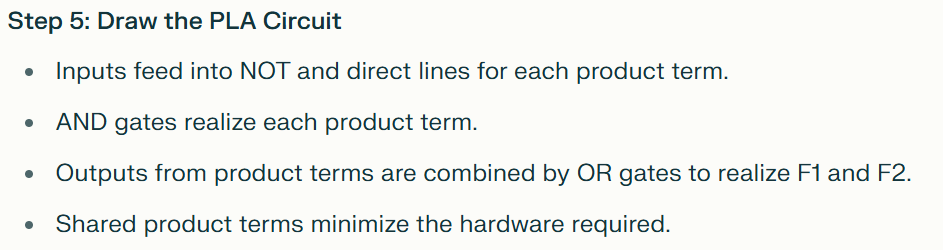 Step 5: Draw the PLA Circuit
• Inputs feed into NOT and direct lines for each product term.
• AND gates realize each product term.
• Outputs from product terms are combined by OR gates to realize F1 and F2.
• Shared product terms minimize the hardware required.